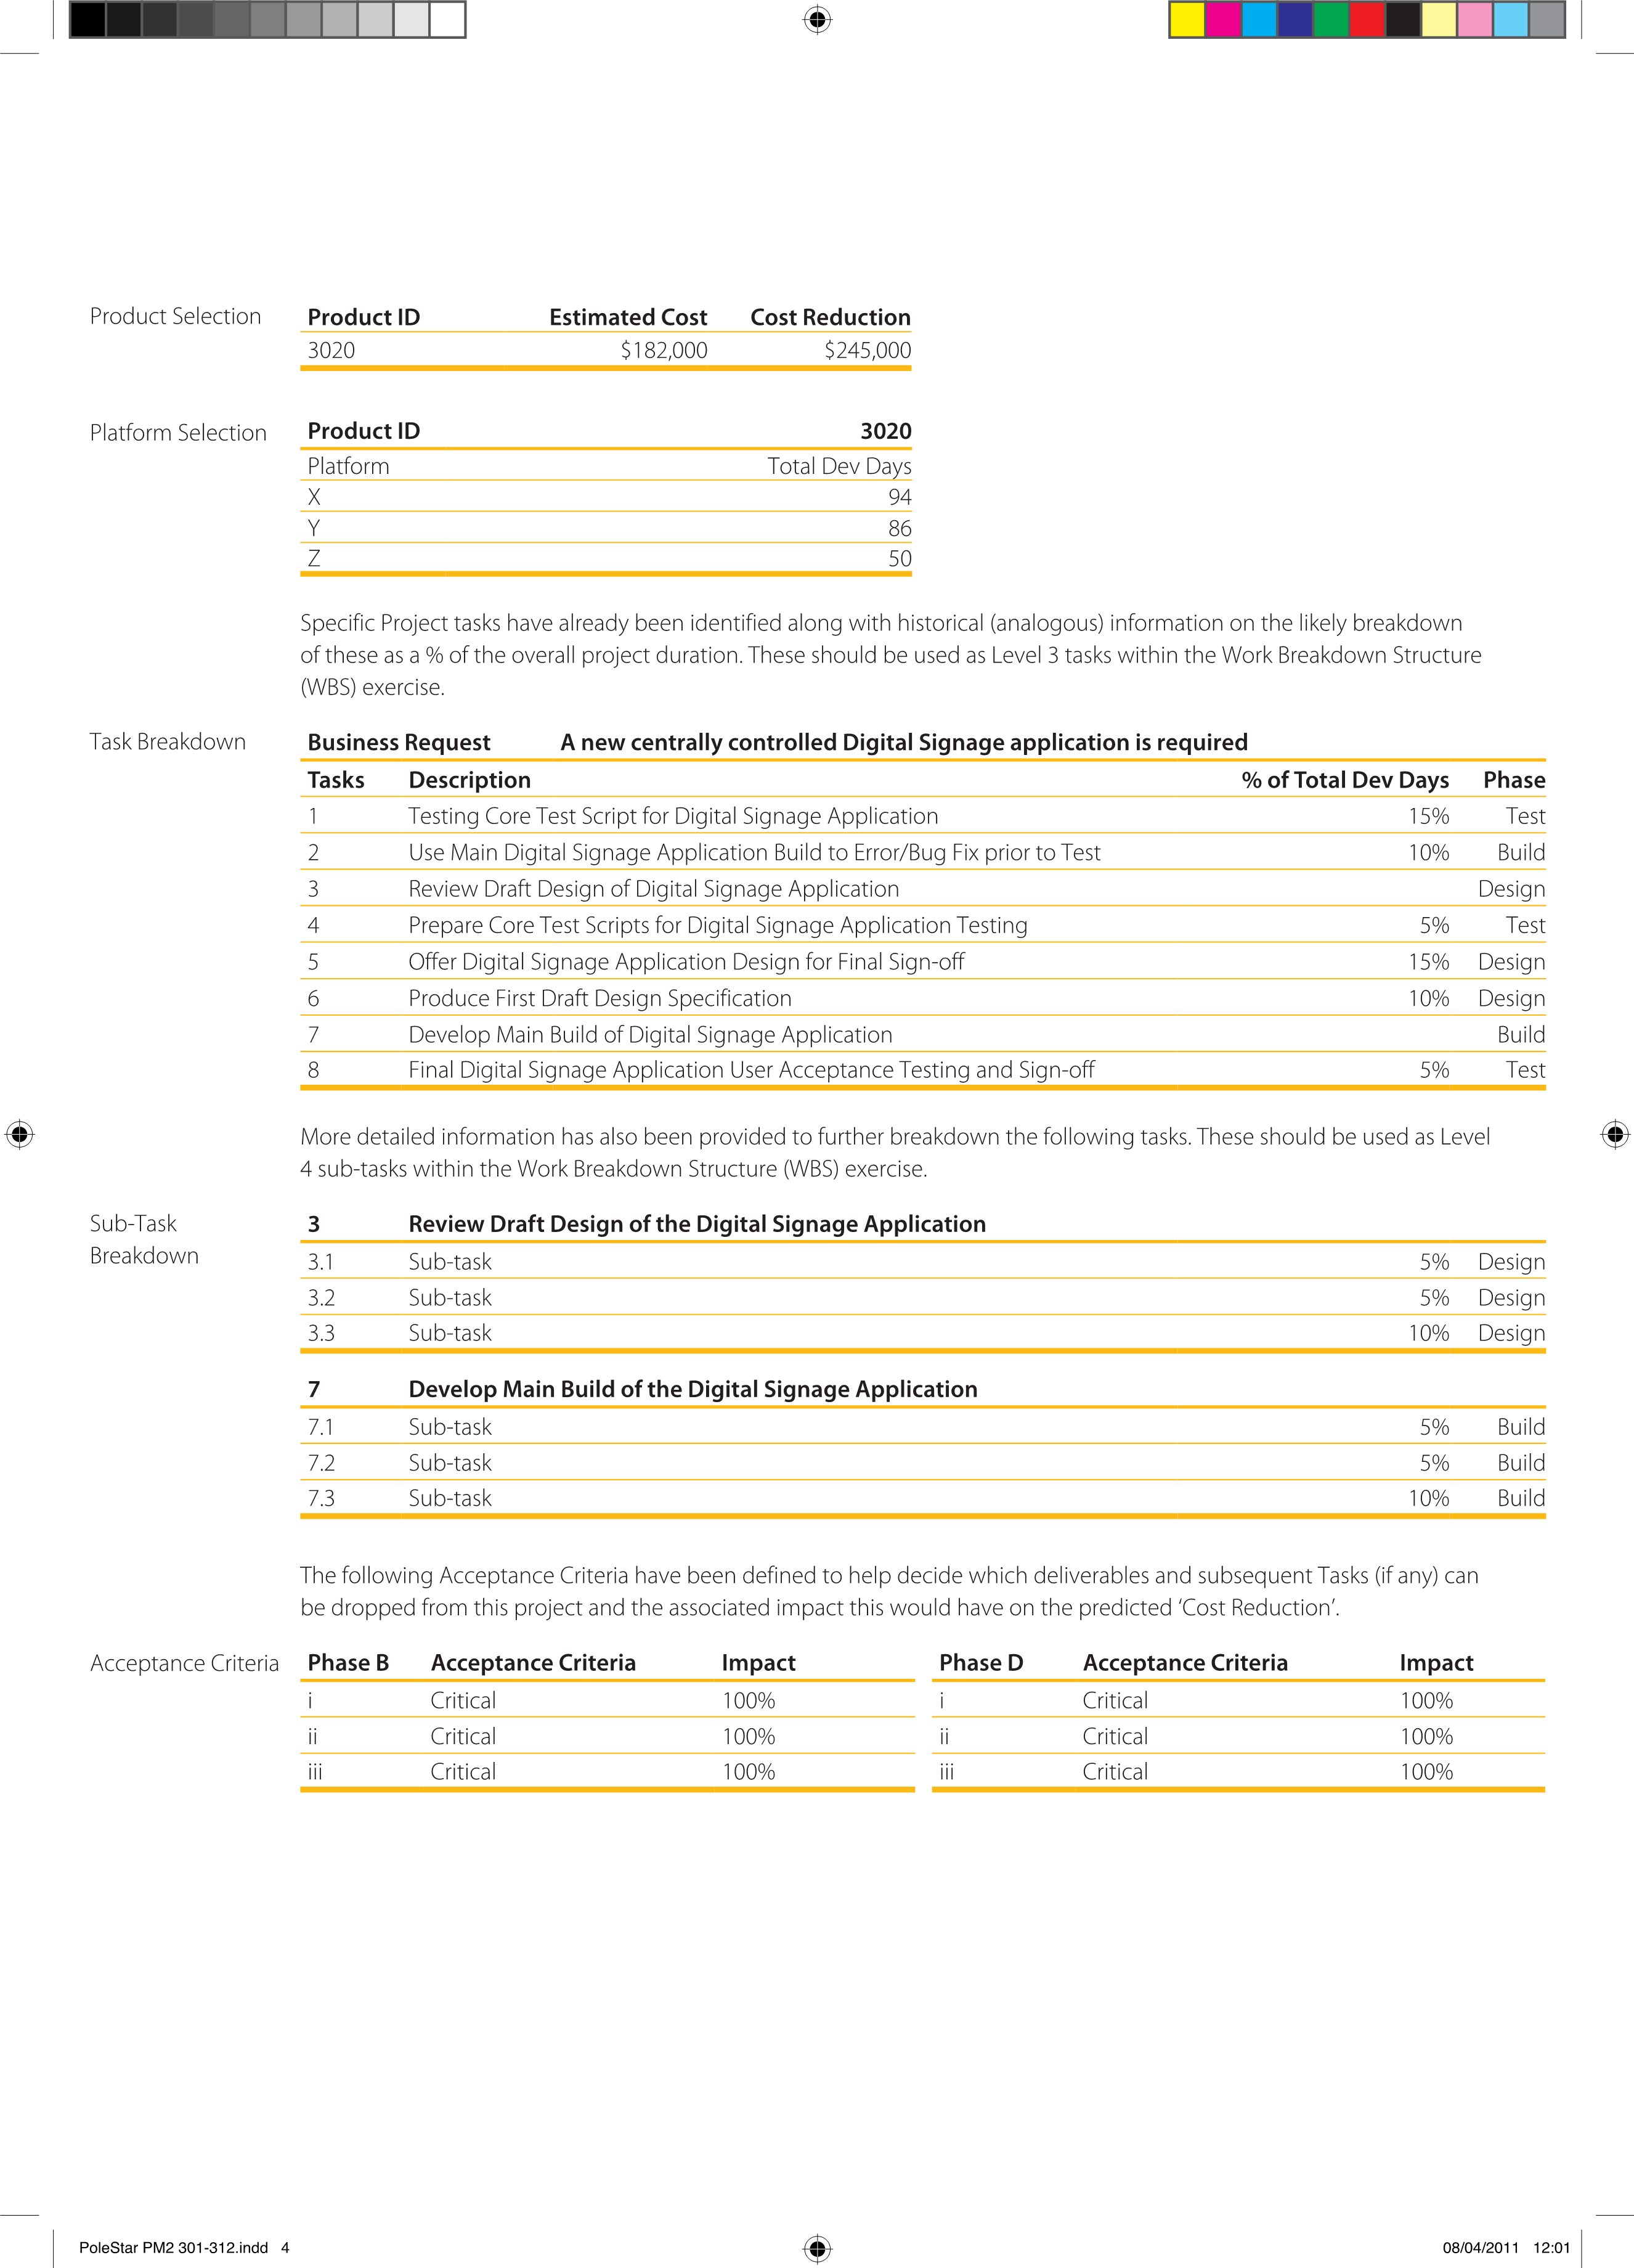 Product Selection
Product ID Estimated Cost Cost Reduction
3020 $182,000 $245,000
Platform Selection
Product ID 3020
Platform Total Dev Days
X 94
Y 86
Z 50
Specific Project tasks have already been identified along with historical (analogous) information on the likely breakdown
of these as a % of the overall project duration. These should be used as Level 3 tasks within the Work Breakdown Structure
(WBS) exercise.
Task Breakdown
Business Request A new centrally controlled Digital Signage application is required
Tasks Description % of Total Dev Days Phase
1 Testing Core Test Script for Digital Signage Application 15% Test
2 Use Main Digital Signage Application Build to Error/Bug Fix prior to Test 10% Build
3 Review Draft Design of Digital Signage Application Design
4 Prepare Core Test Scripts for Digital Signage Application Testing 5% Test
5 Offer Digital Signage Application Design for Final Sign-off 15% Design
6 Produce First Draft Design Specification 10% Design
7 Develop Main Build of Digital Signage Application Build
8 Final Digital Signage Application User Acceptance Testing and Sign-off 5% Test
More detailed information has also been provided to further breakdown the following tasks. These should be used as Level
4 sub-tasks within the Work Breakdown Structure (WBS) exercise.
Sub-Task
Breakdown
3 Review Draft Design of the Digital Signage Application
3.1 Sub-task 5% Design
3.2 Sub-task 5% Design
3.3 Sub-task 10% Design
7 Develop Main Build of the Digital Signage Application
7.1 Sub-task 5% Build
7.2 Sub-task 5% Build
7.3 Sub-task 10% Build
The following Acceptance Criteria have been defined to help decide which deliverables and subsequent Tasks (if any) can
be dropped from this project and the associated impact this would have on the predicted ‘Cost Reduction’.
Acceptance Criteria
Phase B Acceptance Criteria Impact Phase D Acceptance Criteria Impact
i Critical 100% i Critical 100%
ii Critical 100% ii Critical 100%
iii Critical 100% iii Critical 100%
PoleStar PM2 301-312.indd 4 08/04/2011 12:01